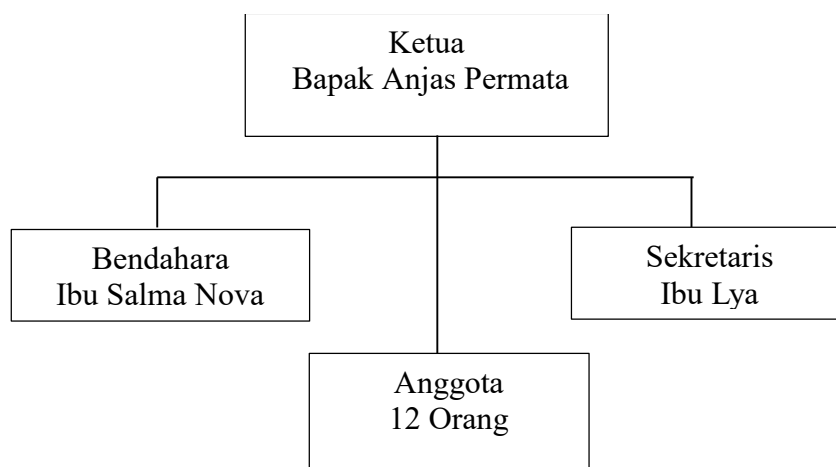 Ketua
Bapak Anjas Permata
Bendahara
Ibu Salma Nova
Sekretaris
Ibu Lya
Anggota
12 Orang